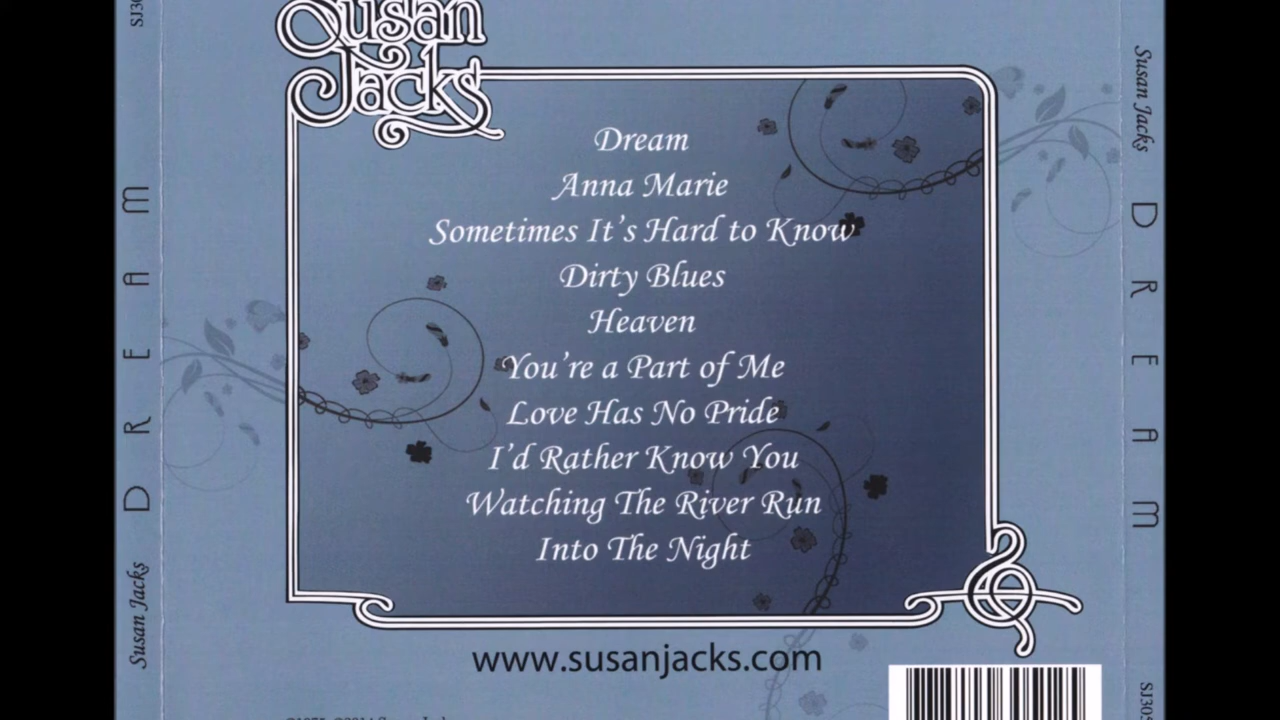 Susan
Jacks
Dream
Anna Marie
Sometimes It's Hard to Know
Dirty Blues
Heaven
You're a Part of Me
Love Has No Pride
I'd Rather Know You
Watching The River Run
Into The Night
www.susanjacks.com
Susan Jacks
DREAM
Susan Jacks
DREAM